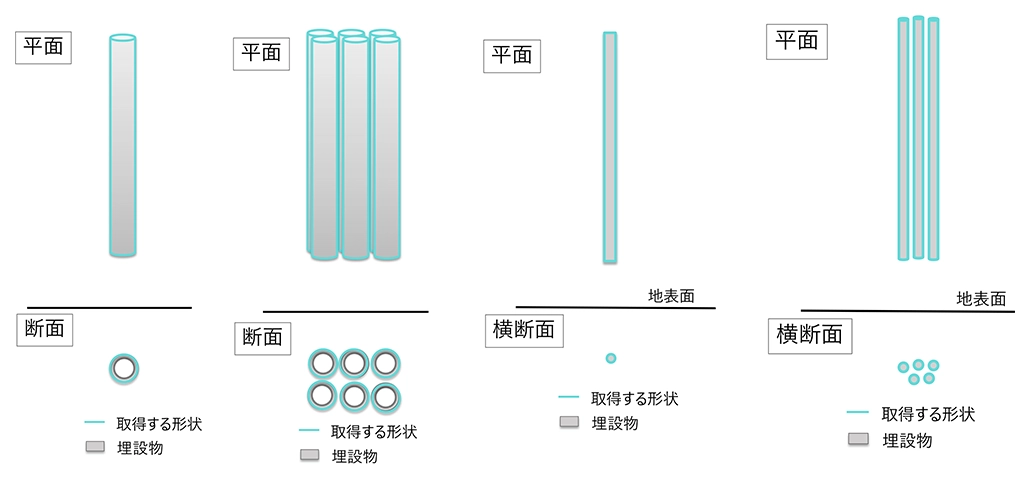 平面
断面
取得する形状
埋設物
平面
断面
取得する形状
埋設物
平面
地表面
横断面
取得する形状
埋設物
平面
地表面
横断面
取得する形状
埋設物